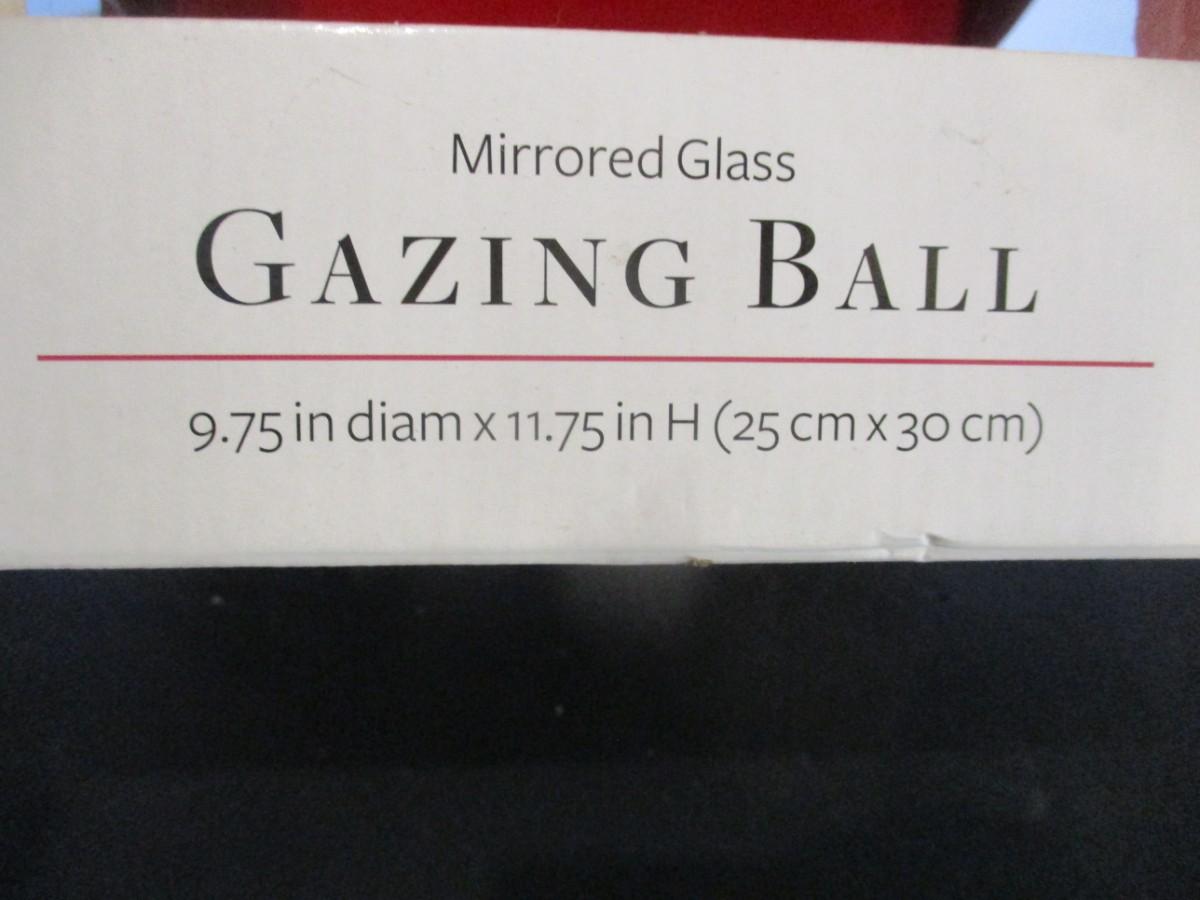 Mirrored Glass
GAZING BALL
9.75 in diam x 11.75 in H (25 cm x 30 cm)